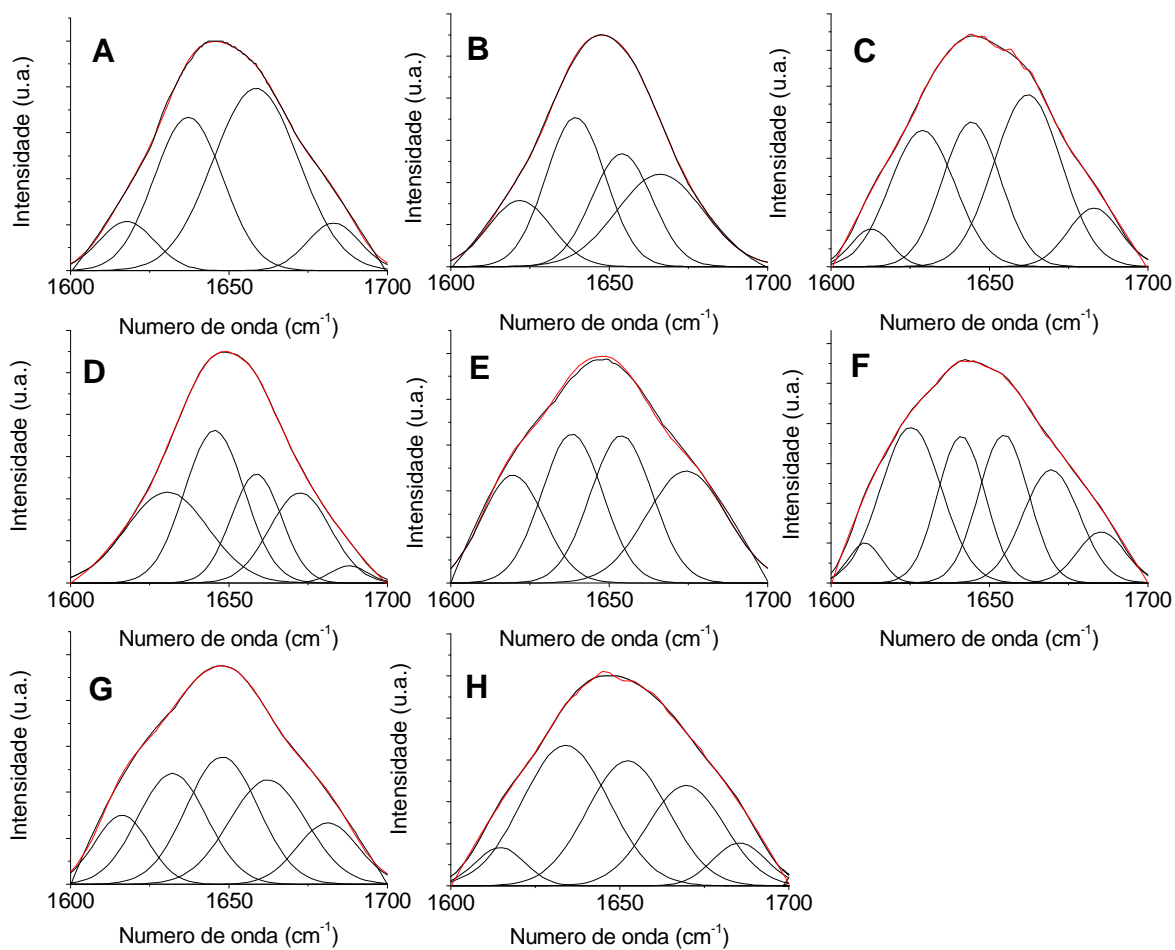 A
Intensidade (u.a.)
1600 1650 1700
Numero de onda (cm⁻¹)
B
Intensidade (u.a.)
1600 1650 1700
Numero de onda (cm⁻¹)
C
Intensidade (u.a.)
1600 1650 1700
Numero de onda (cm⁻¹)
D
Intensidade (u.a.)
1600 1650 1700
Numero de onda (cm⁻¹)
E
Intensidade (u.a.)
1600 1650 1700
Numero de onda (cm⁻¹)
F
Intensidade (u.a.)
1600 1650 1700
Numero de onda (cm⁻¹)
G
Intensidade (u.a.)
1600 1650 1700
Numero de onda (cm⁻¹)
H
Intensidade (u.a.)
1600 1650 1700
Numero de onda (cm⁻¹)